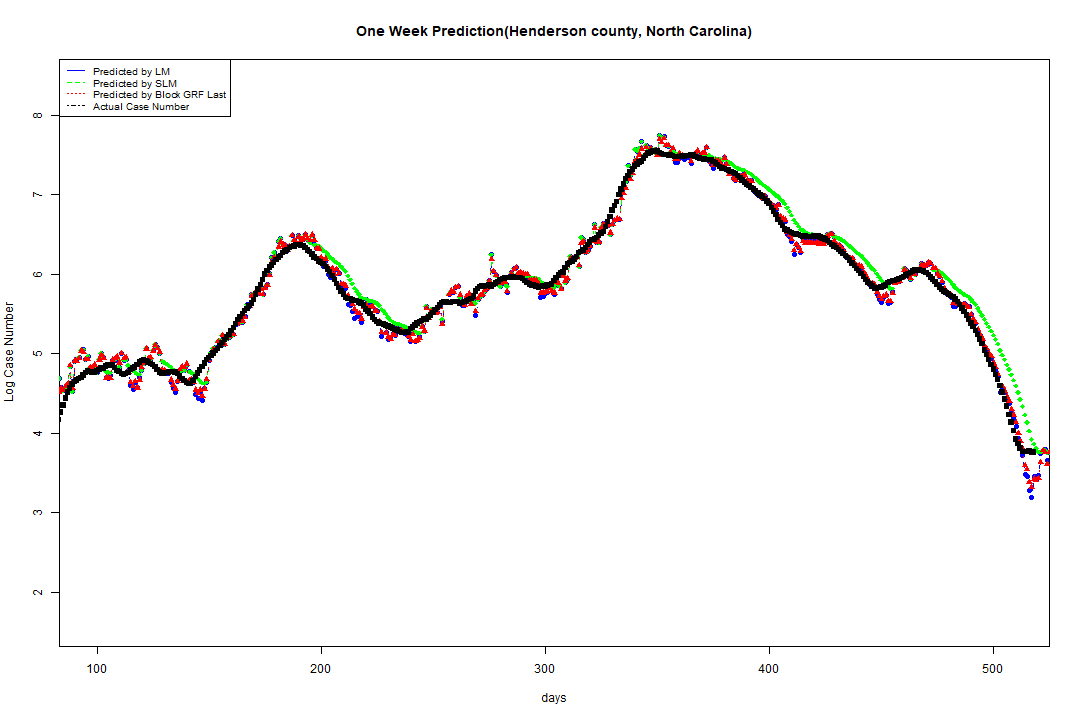 One Week Prediction(Henderson county, North Carolina)
Predicted by LM
Predicted by SLM
Predicted by Block GRF Last
Actual Case Number
Log Case Number
8
7
6
5
4
3
2
100 200 300 400 500
days